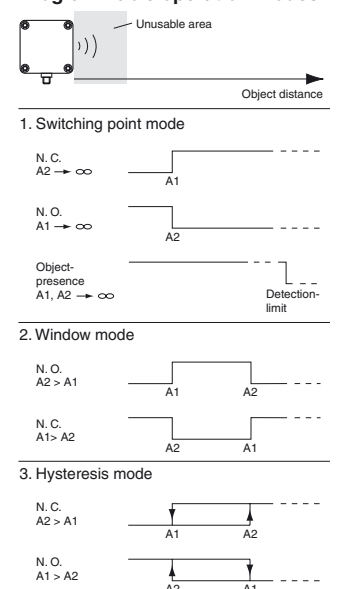 Unusable area
Object distance
1. Switching point mode
N. C.
A2 → ∞
A1
N. O.
A1 → ∞
A2
Object-
presence
A1, A2 → ∞
Detection-
limit
2. Window mode
N. O.
A2 > A1
A1 A2
N. C.
A1> A2
A2 A1
3. Hysteresis mode
N. C.
A2 > A1
A1 A2
N. O.
A1 > A2
A2 A1